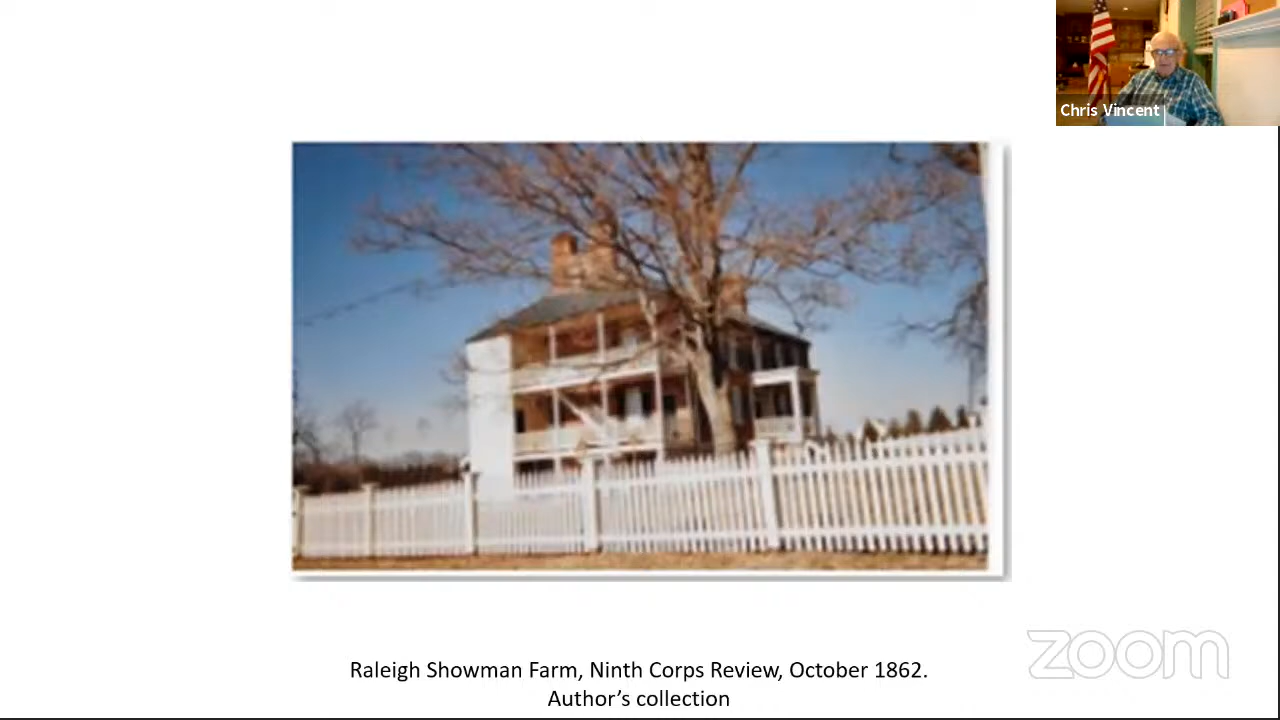 Chris Vincent
Raleigh Showman Farm, Ninth Corps Review, October 1862.
Author's collection
zoom